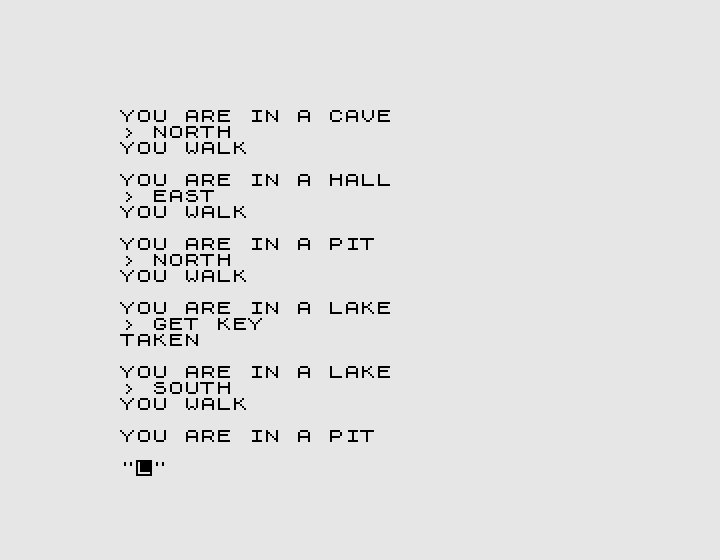 YOU ARE IN A CAVE
> NORTH
YOU WALK
YOU ARE IN A HALL
> EAST
YOU WALK
YOU ARE IN A PIT
> NORTH
YOU WALK
YOU ARE IN A LAKE
> GET KEY
TAKEN
YOU ARE IN A LAKE
> SOUTH
YOU WALK
YOU ARE IN A PIT
"L"